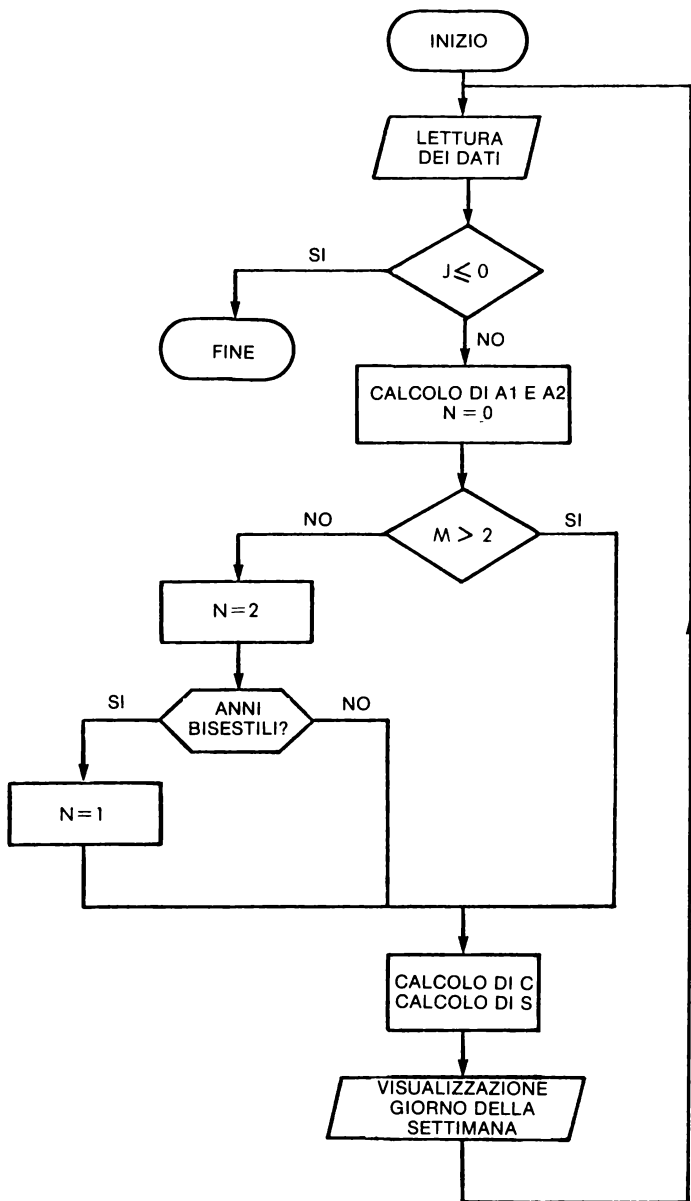 INIZIO
LETTURA
DEI DATI
J ⩽ 0
SI
NO
FINE
CALCOLO DI A1 E A2
N = 0
M > 2
NO
SI
N = 2
ANNI
BISESTILI?
SI
NO
N = 1
CALCOLO DI C
CALCOLO DI S
VISUALIZZAZIONE
GIORNO DELLA
SETTIMANA